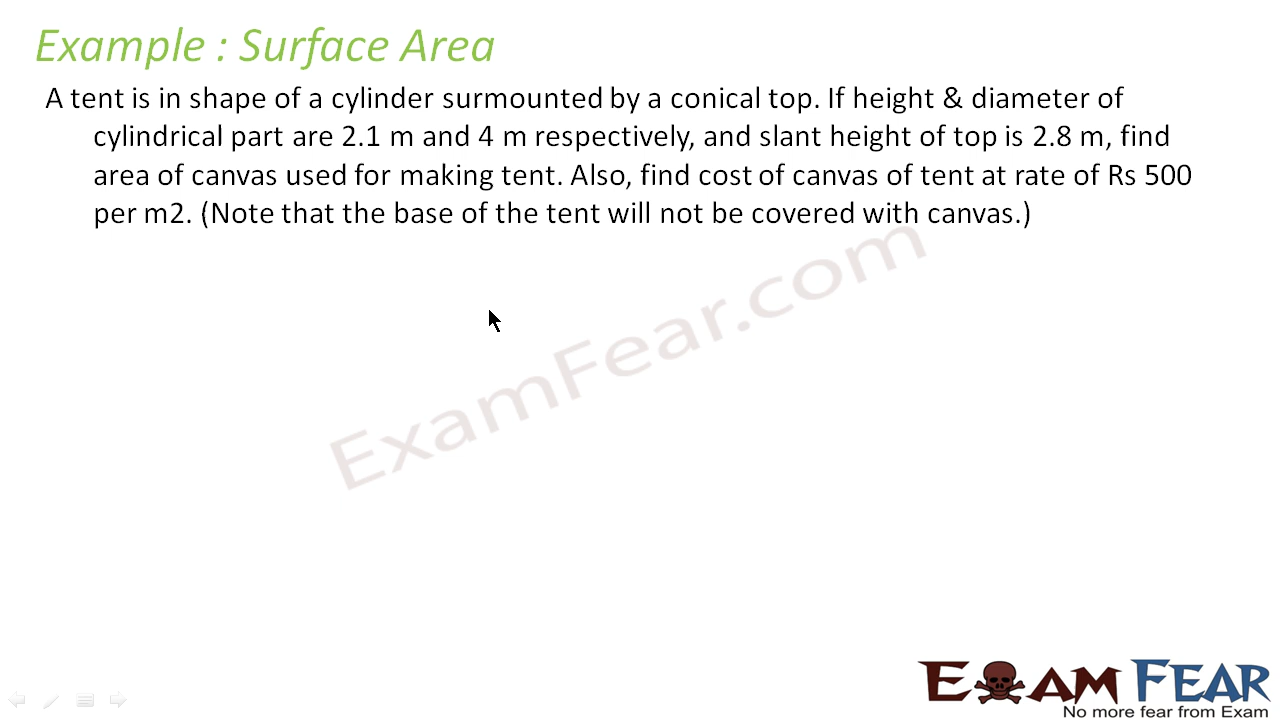 Example : Surface Area
A tent is in shape of a cylinder surmounted by a conical top. If height & diameter of
cylindrical part are 2.1 m and 4 m respectively, and slant height of top is 2.8 m, find
area of canvas used for making tent. Also, find cost of canvas of tent at rate of Rs 500
per m2. (Note that the base of the tent will not be covered with canvas.)
ExamFear.com
EXAM FEAR
No more fear from Exam